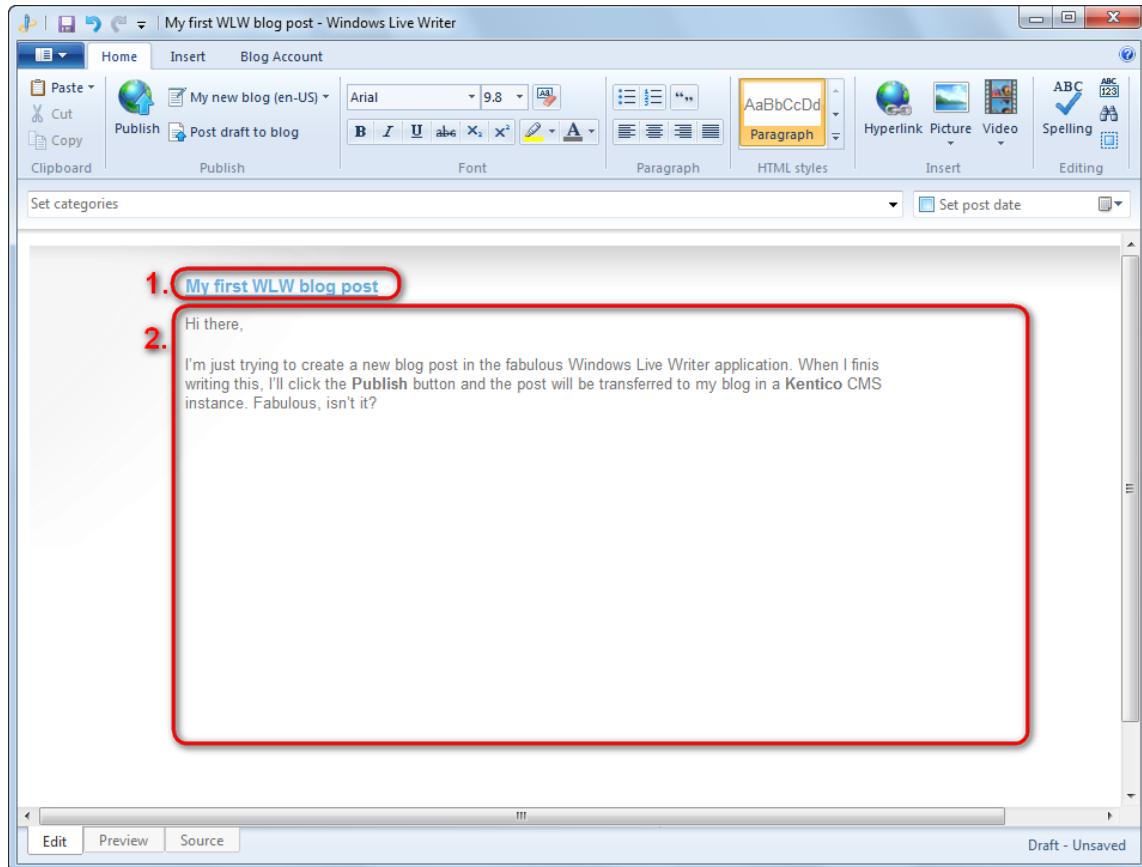 My first WLW blog post - Windows Live Writer
Home Insert Blog Account
Paste My new blog (en-US) Arial 9.8 AaBbCcDd ABC ABC 123
Cut Publish Post draft to blog B I U abc X₂ X² A Paragraph Hyperlink Picture Video Spelling
Copy
Clipboard Publish Font Paragraph HTML styles Insert Editing
Set categories Set post date
1. My first WLW blog post
2. Hi there,
I'm just trying to create a new blog post in the fabulous Windows Live Writer application. When I finis
writing this, I'll click the Publish button and the post will be transferred to my blog in a Kentico CMS
instance. Fabulous, isn't it?
Edit Preview Source Draft - Unsaved